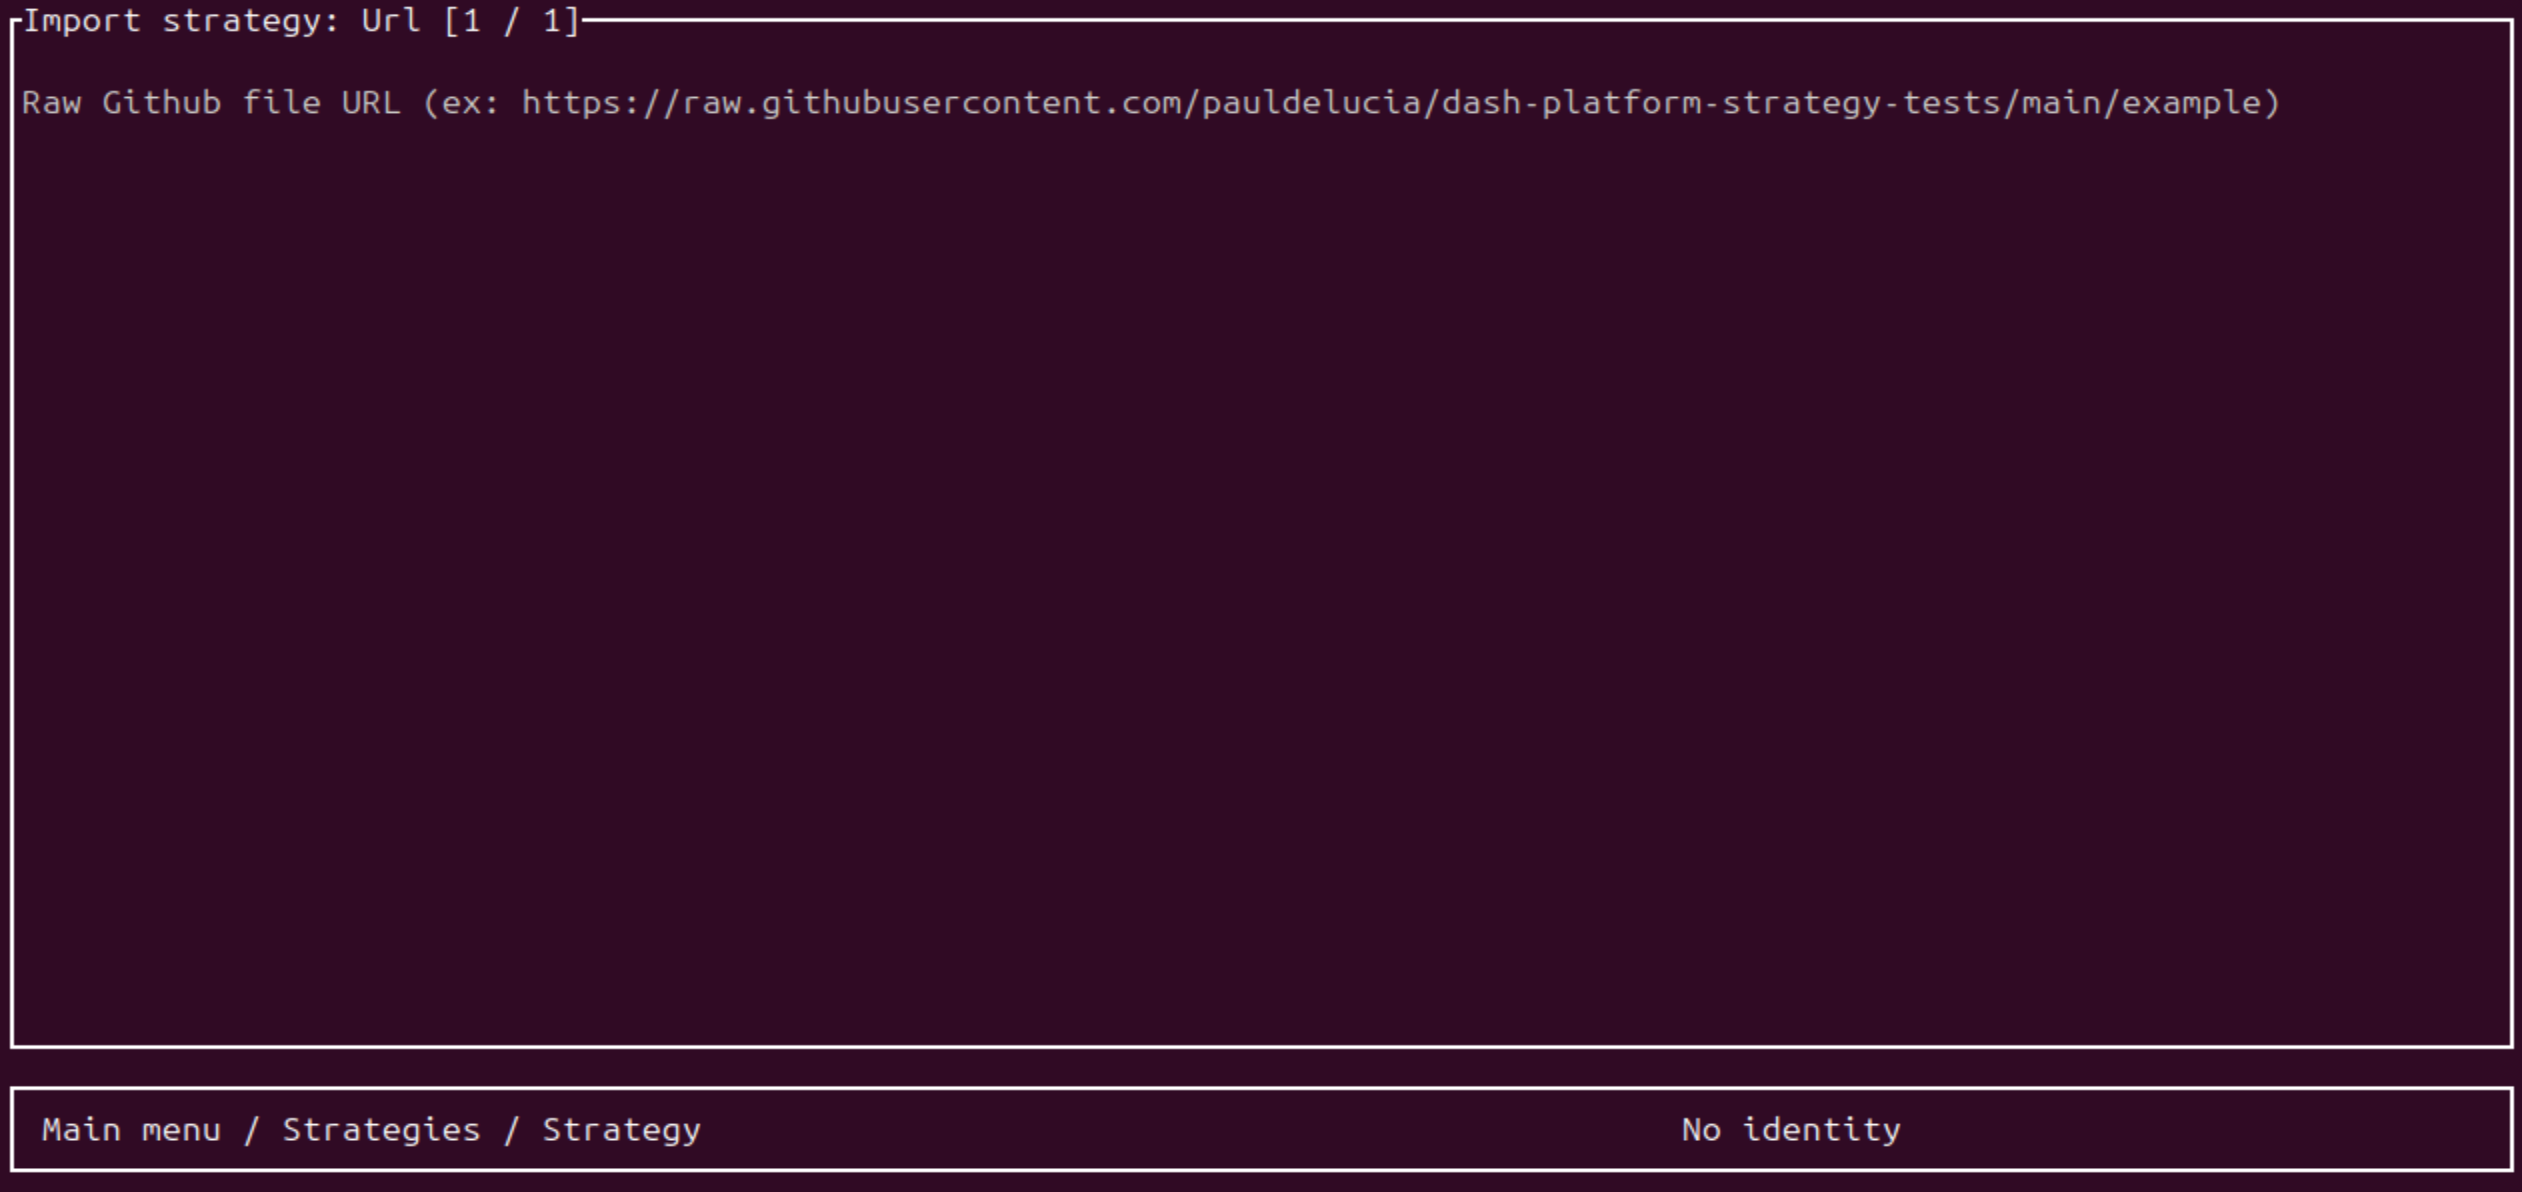 Import strategy: Url [1 / 1]
Raw Github file URL (ex: https://raw.githubusercontent.com/pauldelucia/dash-platform-strategy-tests/main/example)
Main menu / Strategies / Strategy
No identity